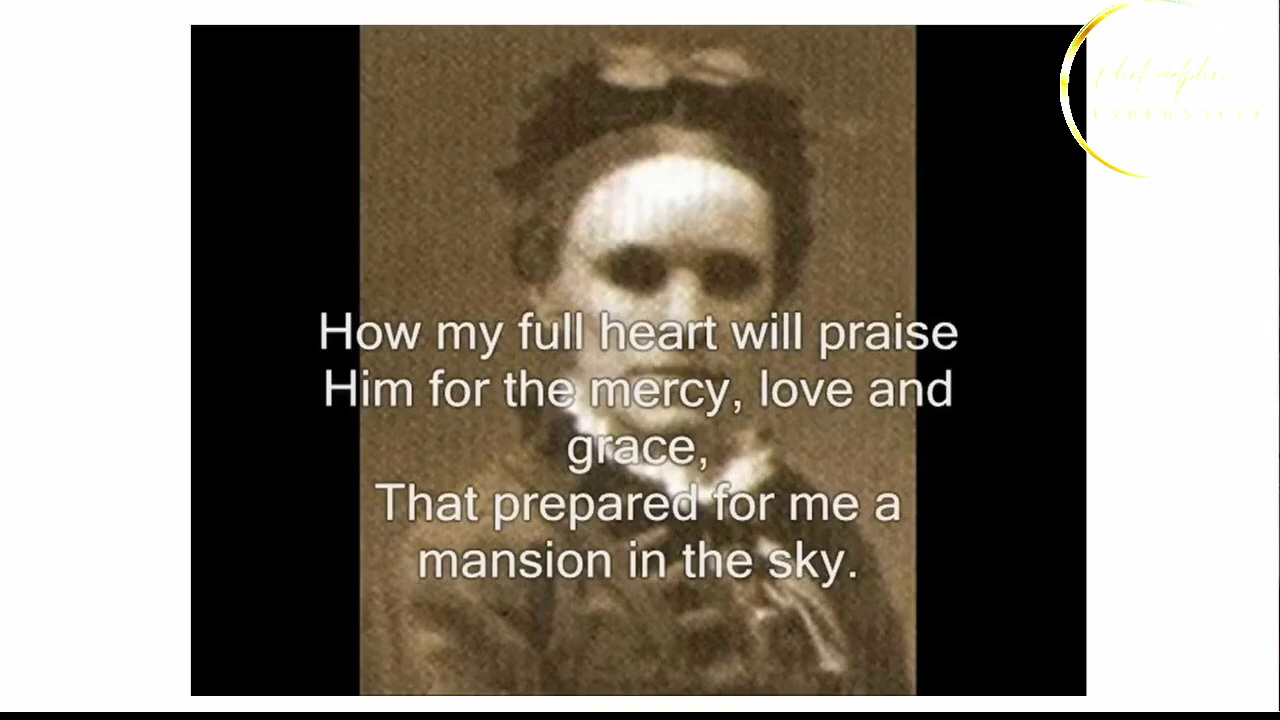 How my full heart will praise
Him for the mercy, love and
grace,
That prepared for me a
mansion in the sky.